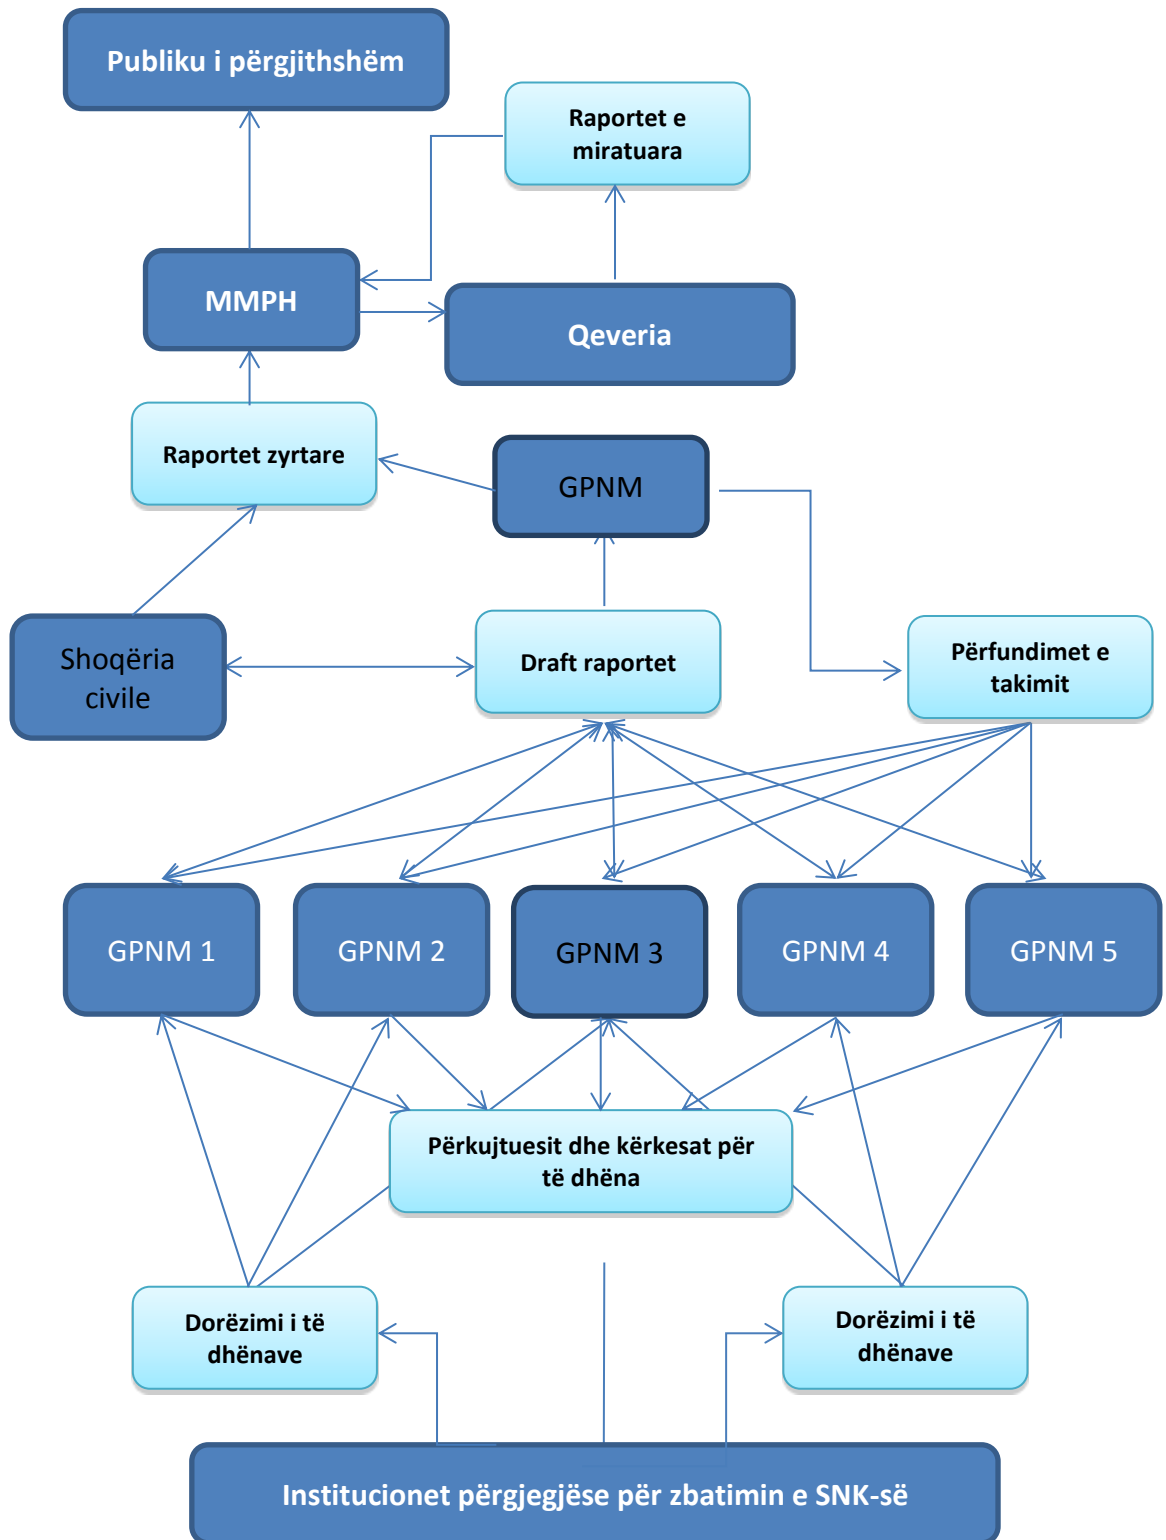 Publiku i përgjithshëm
Raportet e
miratuara
MMPH
Qeveria
Raportet zyrtare
GPNM
Shoqëria
civile
Draft raportet
Përfundimet e
takimit
GPNM 1
GPNM 2
GPNM 3
GPNM 4
GPNM 5
Përkujtuesit dhe kërkesat për
të dhëna
Dorëzimi i të
dhënave
Dorëzimi i të
dhënave
Institucionet përgjegjëse për zbatimin e SNK-së